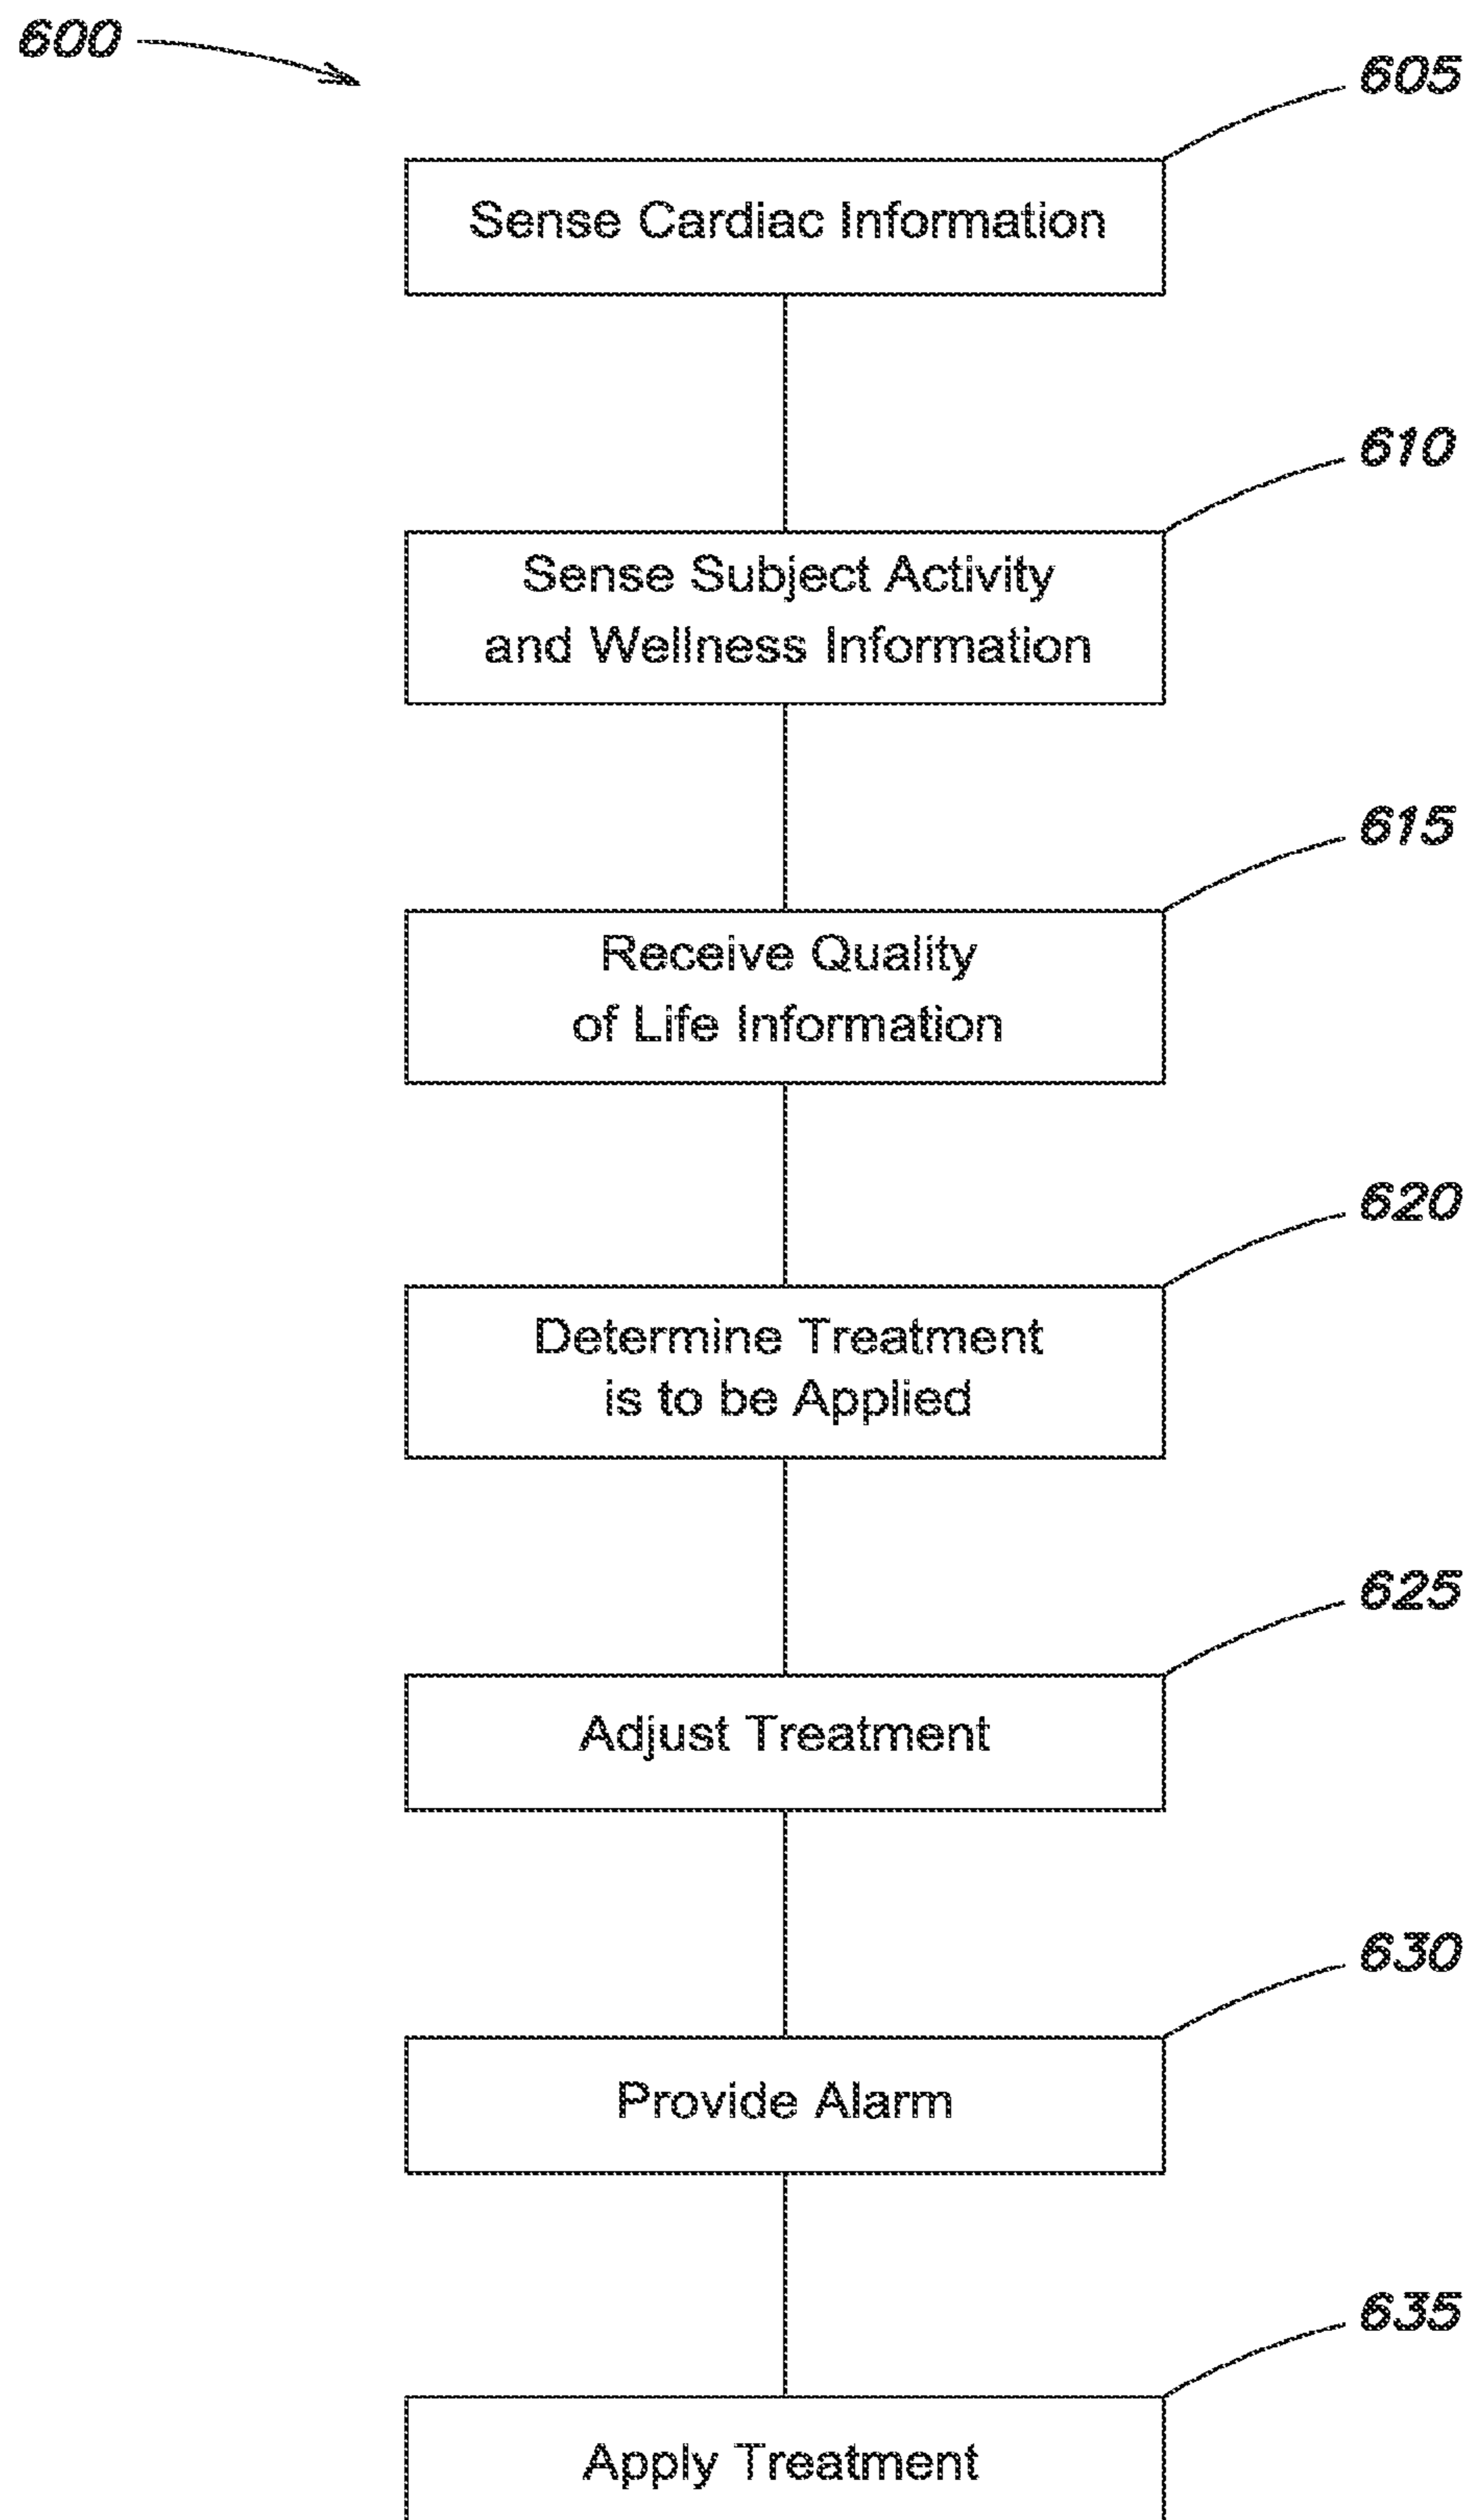 600
605
Sense Cardiac Information
610
Sense Subject Activity
and Wellness Information
615
Receive Quality
of Life Information
620
Determine Treatment
is to be Applied
625
Adjust Treatment
630
Provide Alarm
635
Apply Treatment